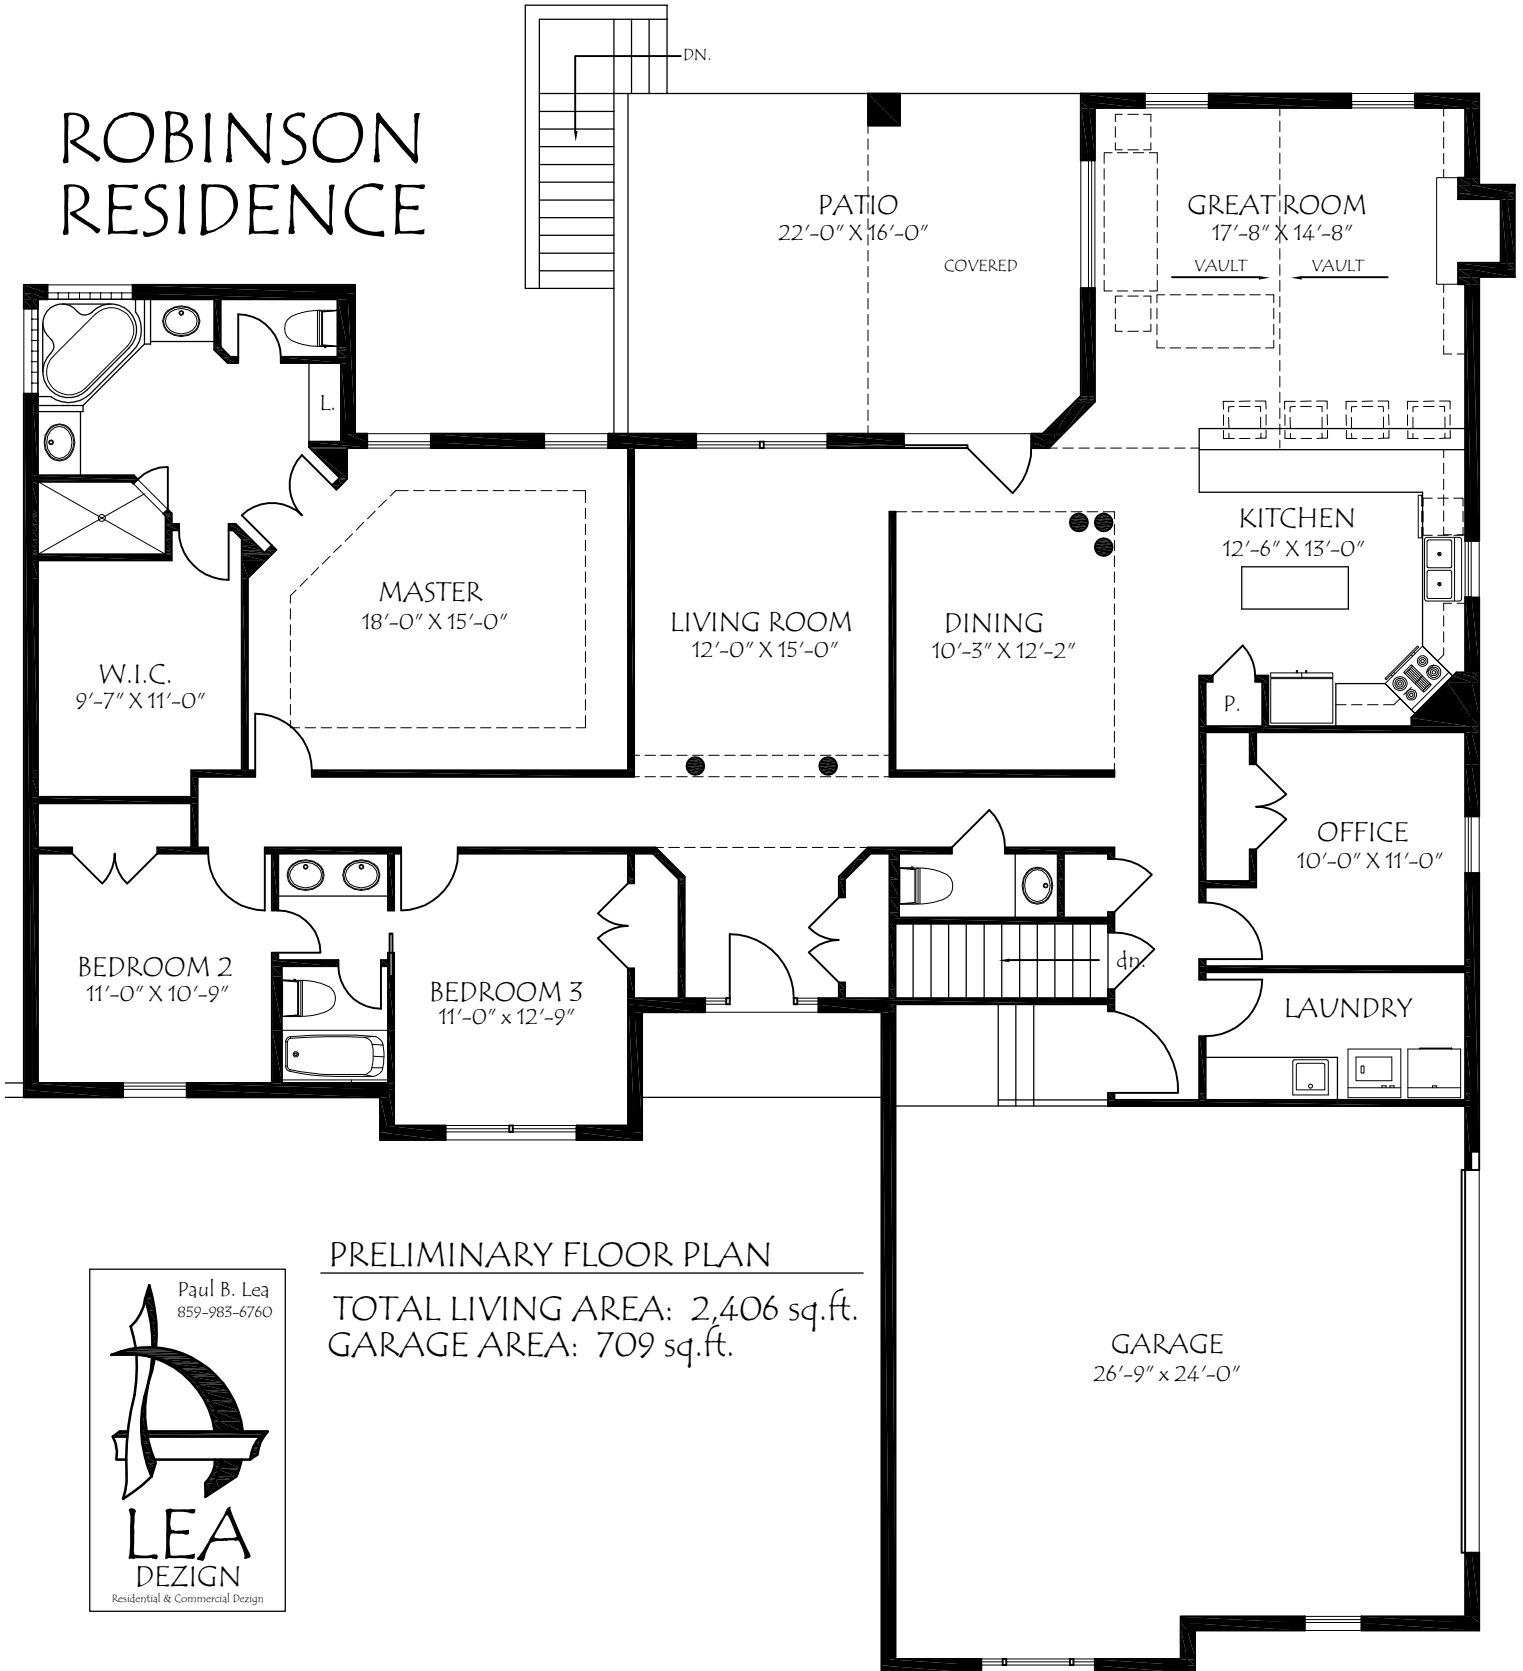 DN.
ROBINSON
RESIDENCE
PATIO
22'-0" X 16'-0"
COVERED
GREAT ROOM
17'-8" X 14'-8"
VAULT VAULT
L.
MASTER
18'-0" X 15'-0"
LIVING ROOM
12'-0" X 15'-0"
DINING
10'-3" X 12'-2"
KITCHEN
12'-6" X 13'-0"
W.I.C.
9'-7" X 11'-0"
P.
OFFICE
10'-0" X 11'-0"
BEDROOM 2
11'-0" X 10'-9"
BEDROOM 3
11'-0" x 12'-9"
dn.
LAUNDRY
PRELIMINARY FLOOR PLAN
TOTAL LIVING AREA: 2,406 sq.ft.
GARAGE AREA: 709 sq.ft.
GARAGE
26'-9" x 24'-0"
Paul B. Lea
859-983-6760
LEA
DEZIGN
Residential & Commercial Dezign